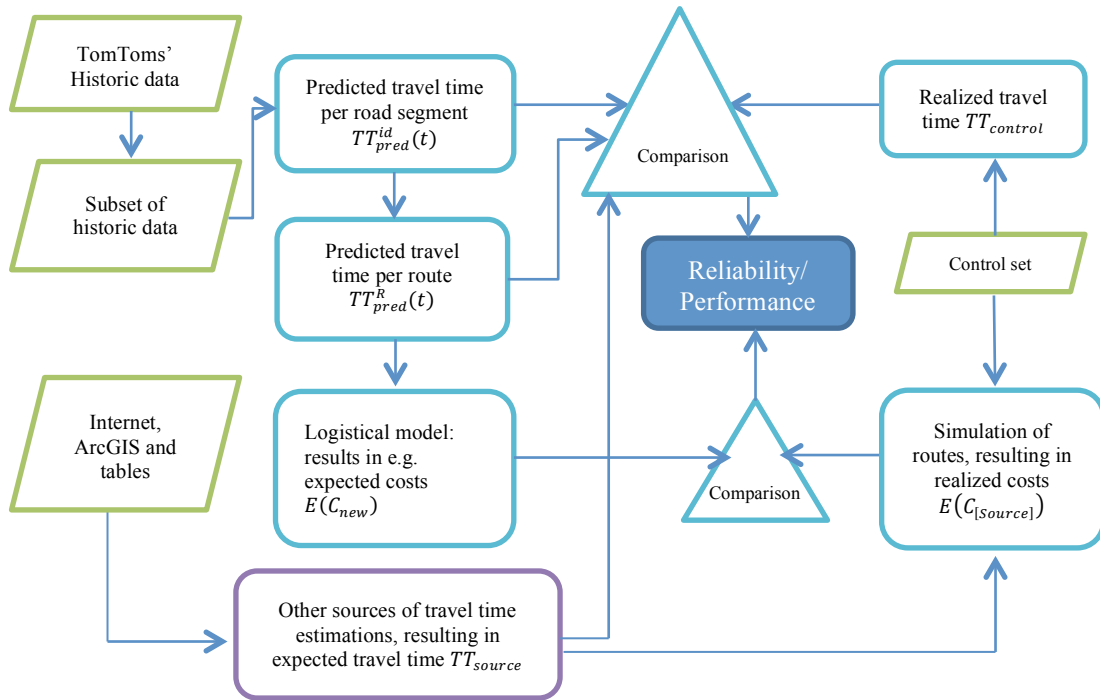 TomToms’
Historic data
Subset of
historic data
Predicted travel time
per road segment
$TT_{pred}^{id}(t)$
Predicted travel
time per route
$TT_{pred}^{R}(t)$
Comparison
Realized travel
time $TT_{control}$
Control set
Reliability/
Performance
Internet,
ArcGIS and
tables
Logistical model:
results in e.g.
expected costs
$E(C_{new})$
Comparison
Simulation of
routes, resulting in
realized costs
$E(C_{[Source]})$
Other sources of travel time
estimations, resulting in
expected travel time $TT_{source}$